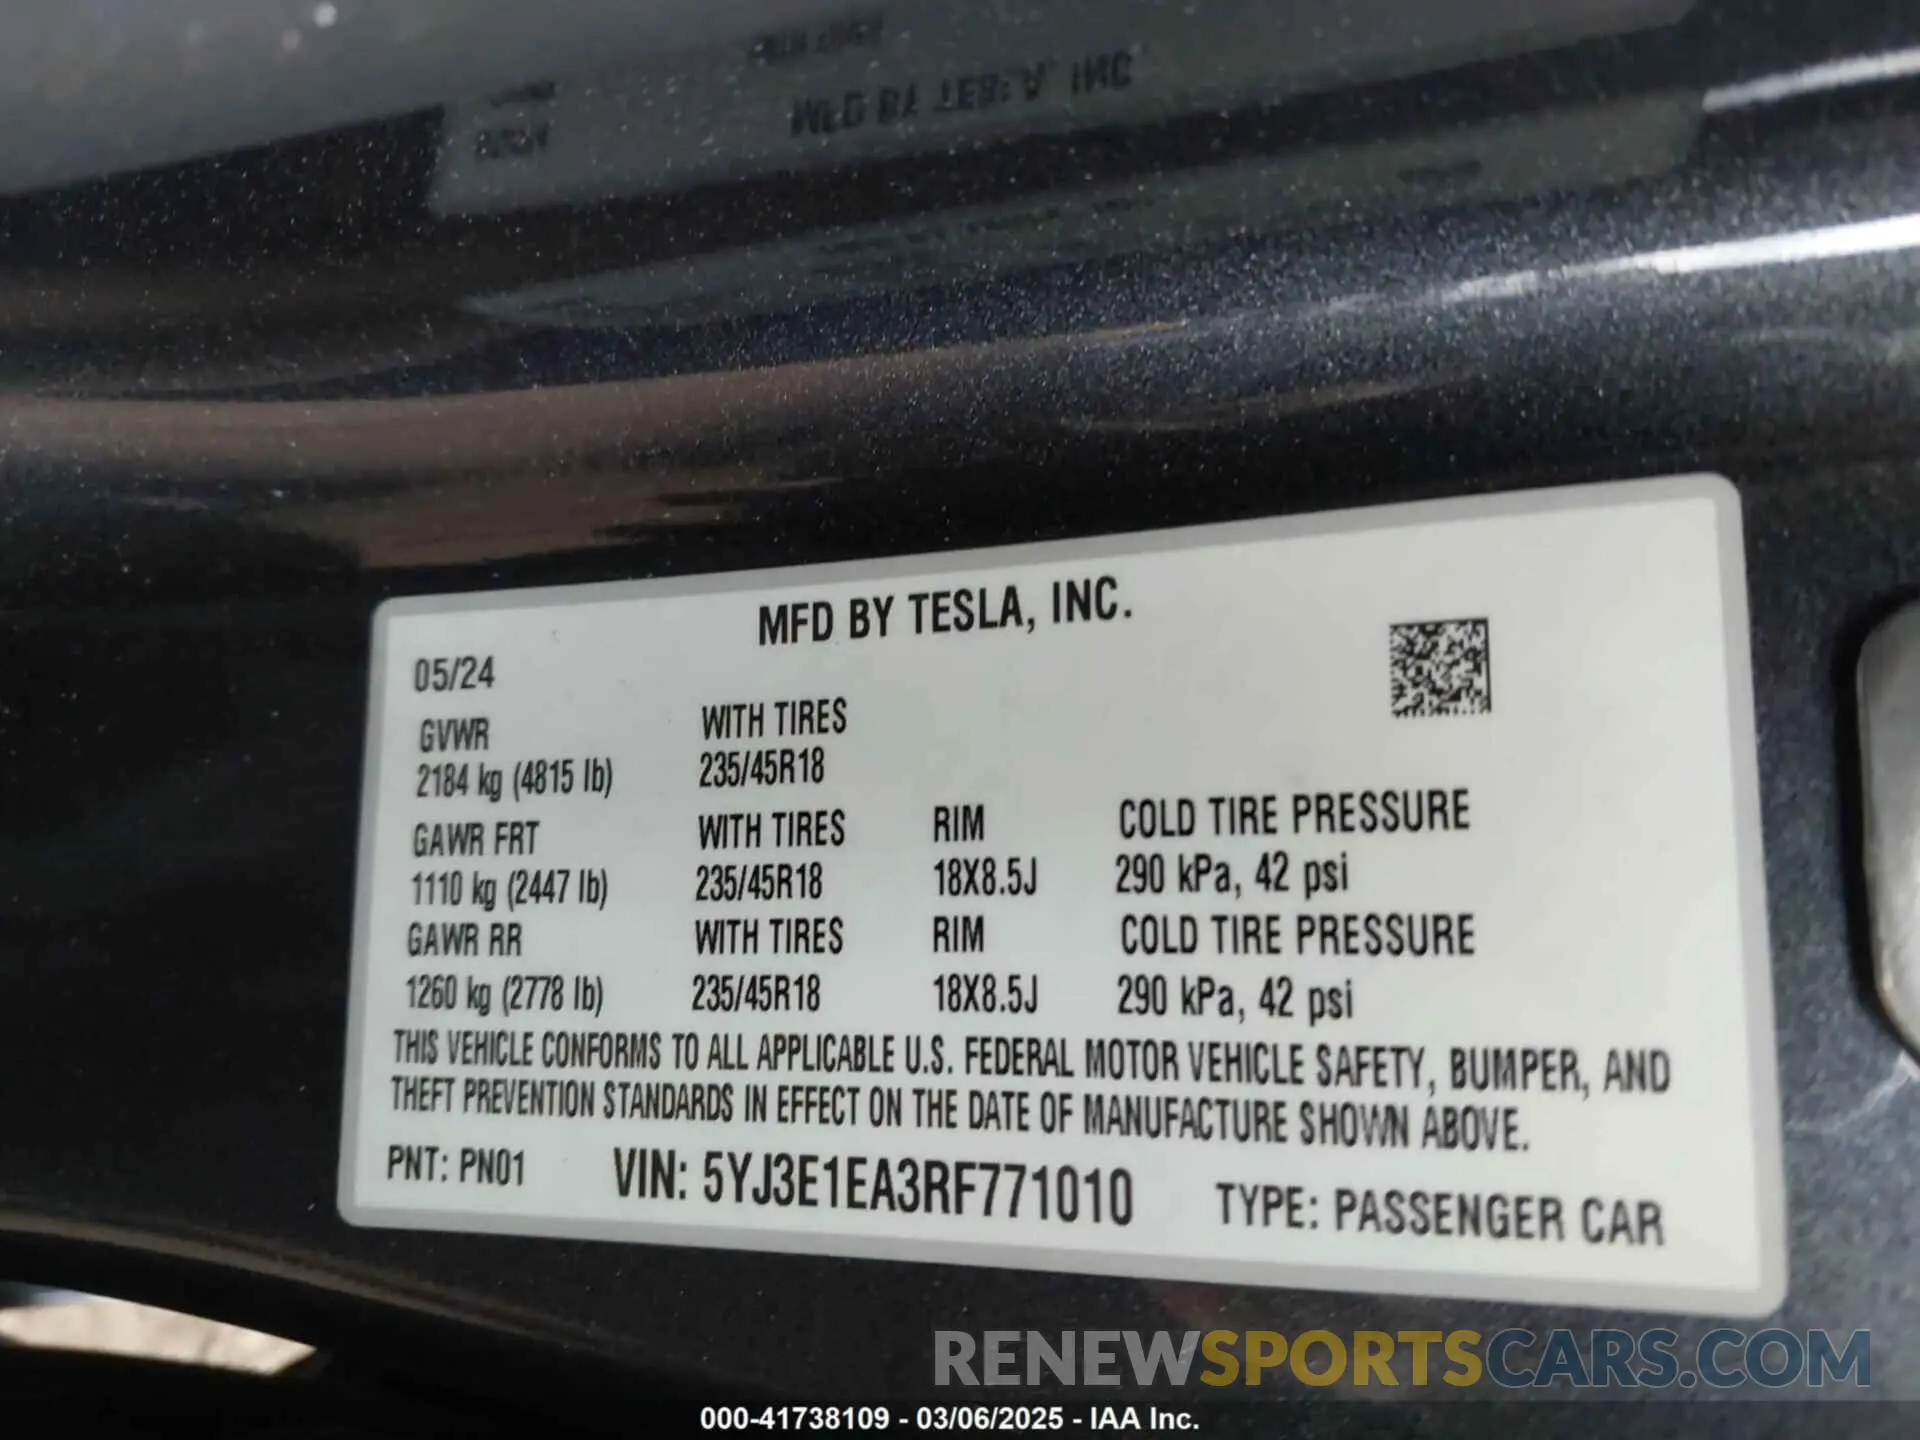 MFD BY TESLA, INC.
05/24
GVWR WITH TIRES
2184 kg (4815 lb) 235/45R18
GAWR FRT WITH TIRES RIM COLD TIRE PRESSURE
1110 kg (2447 lb) 235/45R18 18X8.5J 290 kPa, 42 psi
GAWR RR WITH TIRES RIM COLD TIRE PRESSURE
1260 kg (2778 lb) 235/45R18 18X8.5J 290 kPa, 42 psi
THIS VEHICLE CONFORMS TO ALL APPLICABLE U.S. FEDERAL MOTOR VEHICLE SAFETY, BUMPER, AND
THEFT PREVENTION STANDARDS IN EFFECT ON THE DATE OF MANUFACTURE SHOWN ABOVE.
PNT: PN01 VIN: 5YJ3E1EA3RF771010 TYPE: PASSENGER CAR
RENEWSPORTSCARS.COM
000-41738109 - 03/06/2025 - IAA Inc.